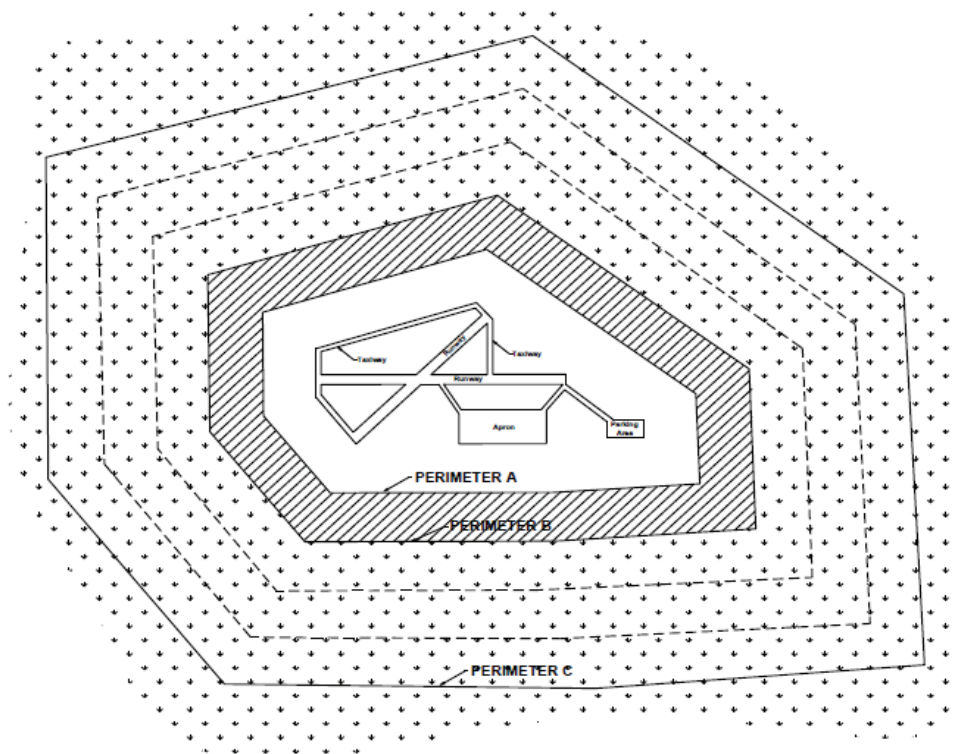 Runway
Taxiway
Taxiway
Runway
Apron
Parking
Area
PERIMETER A
PERIMETER B
PERIMETER C